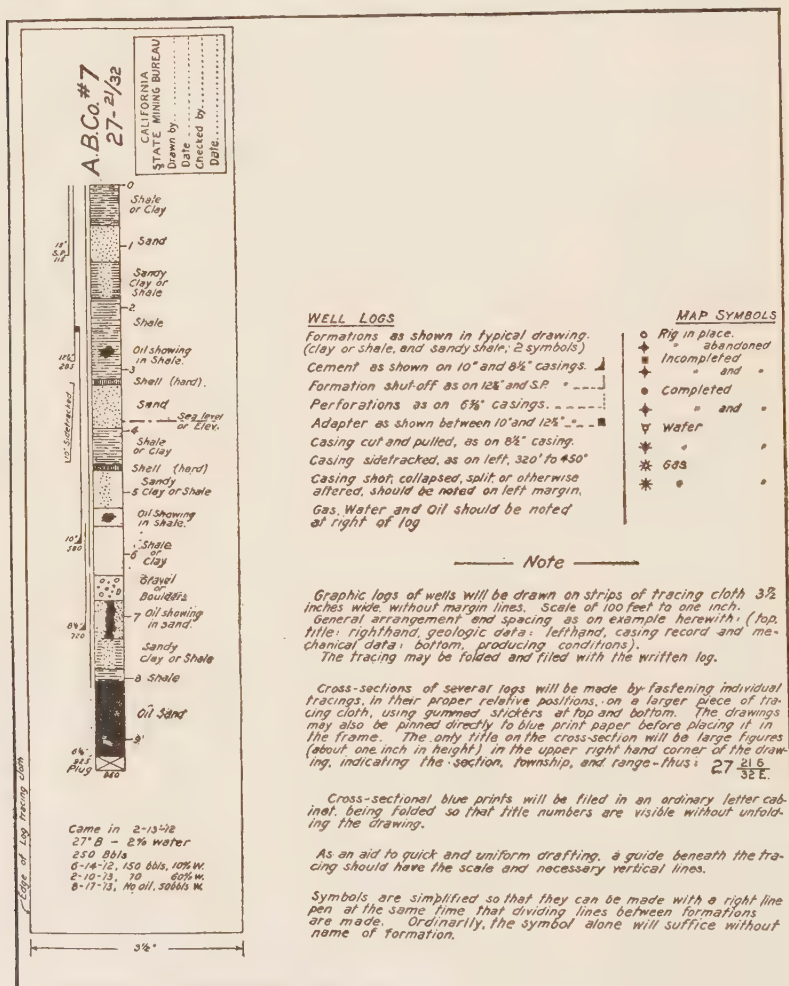 A.B.Co. #7
27-21/32
CALIFORNIA
STATE MINING BUREAU
Drawn by
Date
Checked by
Date
0
Shale
or Clay
1 Sand
Sandy
Clay or
Shale
2
Shale
Oil showing
in Shale.
3
Shell (hard).
Sand
Sea level
or Elev.
4
Shale
or Clay
Shell (hard)
Sandy
5 Clay or Shale
Oil Showing
in Shale.
Shale
or
6 Clay
Gravel
or
Boulders
7 Oil showing
in sand.
Sandy
Clay or Shale
8 Shale
Oil Sand
9
S.P.
115
12½"
285
10" Sidetracked
10"
580
8¼"
720
6⅝"
925
Plug
950
Came in 2-13-12
27° B - 2% water
250 Bbls
6-14-12, 150 bbls, 10% W.
2-10-13, 70 60% W.
8-17-13, No oil, 50bbls W.
Edge of Log tracing cloth
3½"
WELL LOGS
Formations as shown in typical drawing.
(clay or shale, and sandy shale, 2 symbols)
Cement as shown on 10" and 8¼" casings.
Formation shut-off as on 12½" and S.P. "
Perforations as on 6⅝" casings.
Adapter as shown between 10" and 12½" "
Casing cut and pulled, as on 8¼" casing.
Casing sidetracked, as on left, 320' to 450'
Casing shot, collapsed, split, or otherwise
altered, should be noted on left margin.
Gas, Water and Oil should be noted
at right of log
MAP SYMBOLS
Rig in place.
" abandoned
Incompleted
" and "
Completed
" and "
Water
" "
Gas
" "
Note
Graphic logs of wells will be drawn on strips of tracing cloth 3½
inches wide, without margin lines. Scale of 100 feet to one inch.
General arrangement and spacing as on example herewith: (top,
title: righthand, geologic data: lefthand, casing record and me-
chanical data: bottom, producing conditions).
The tracing may be folded and filed with the written log.
Cross-sections of several logs will be made by fastening individual
tracings, in their proper relative positions, on a larger piece of tra-
cing cloth, using gummed stickers at top and bottom. The drawings
may also be pinned directly to blue print paper before placing it in
the frame. The only title on the cross-section will be large figures
(about one inch in height) in the upper right hand corner of the draw-
ing, indicating the section, township, and range-thus: 27 21 S / 32 E.
Cross-sectional blue prints will be filed in an ordinary letter cab-
inet, being folded so that title numbers are visible without unfold-
ing the drawing.
As an aid to quick and uniform drafting, a guide beneath the tra-
cing should have the scale and necessary vertical lines.
Symbols are simplified so that they can be made with a right line
pen at the same time that dividing lines between formations
are made. Ordinarily, the symbol alone will suffice without
name of formation.